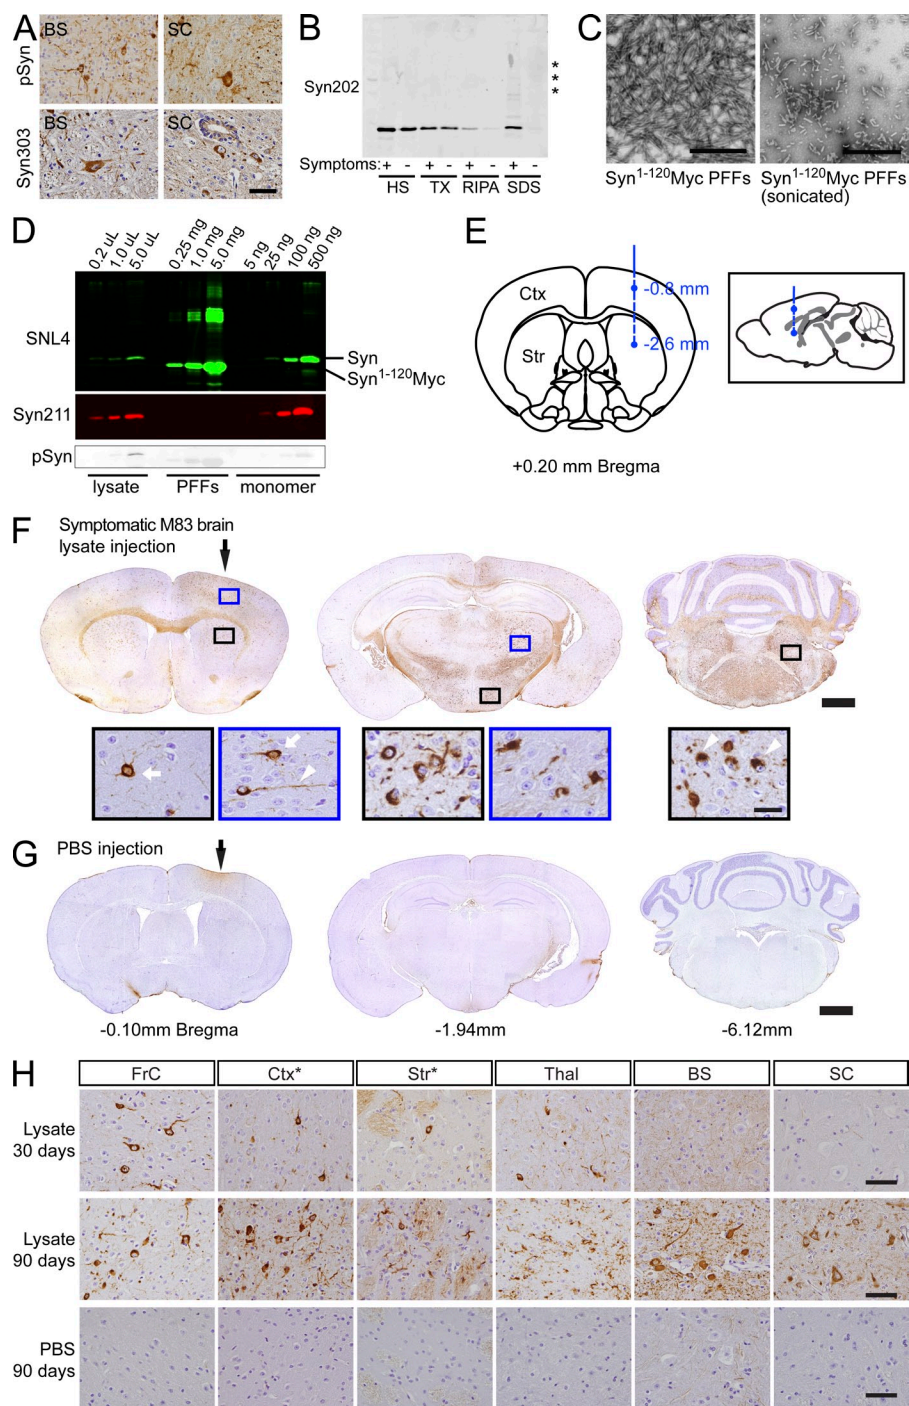 A
BS
SC
pSyn
BS
SC
Syn303
B
Syn202
*
*
*
Symptoms: + - + - + - + -
HS TX RIPA SDS
C
Syn1-120Myc PFFs
Syn1-120Myc PFFs
(sonicated)
D
0.2 uL
1.0 uL
5.0 uL
0.25 mg
1.0 mg
5.0 mg
5 ng
25 ng
100 ng
500 ng
SNL4
Syn
Syn1-120Myc
Syn211
pSyn
lysate PFFs monomer
E
Ctx
-0.8 mm
Str
-2.6 mm
+0.20 mm Bregma
F
Symptomatic M83 brain
lysate injection
G
PBS injection
-0.10mm Bregma -1.94mm -6.12mm
H
FrC Ctx* Str* Thal BS SC
Lysate
30 days
Lysate
90 days
PBS
90 days